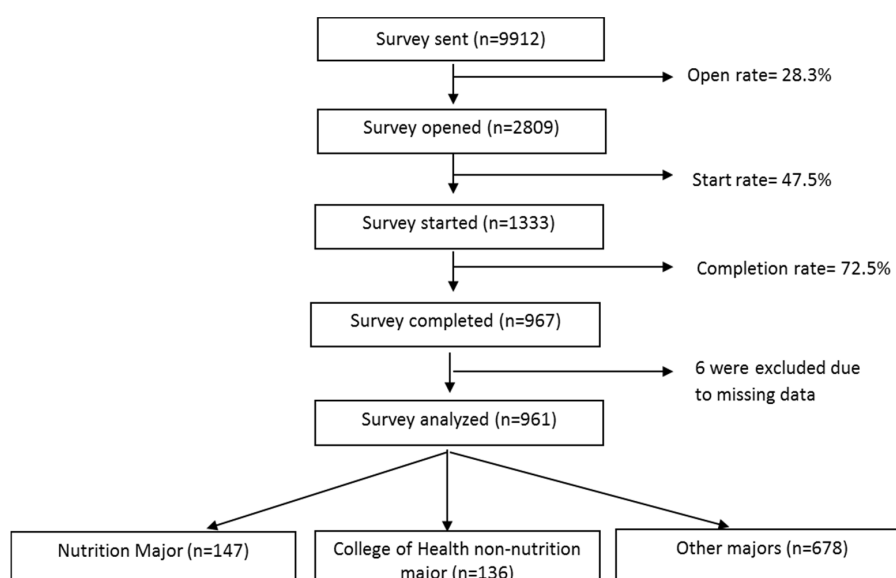 Survey sent (n=9912)
Open rate= 28.3%
Survey opened (n=2809)
Start rate= 47.5%
Survey started (n=1333)
Completion rate= 72.5%
Survey completed (n=967)
6 were excluded due
to missing data
Survey analyzed (n=961)
Nutrition Major (n=147)
College of Health non-nutrition
major (n=136)
Other majors (n=678)